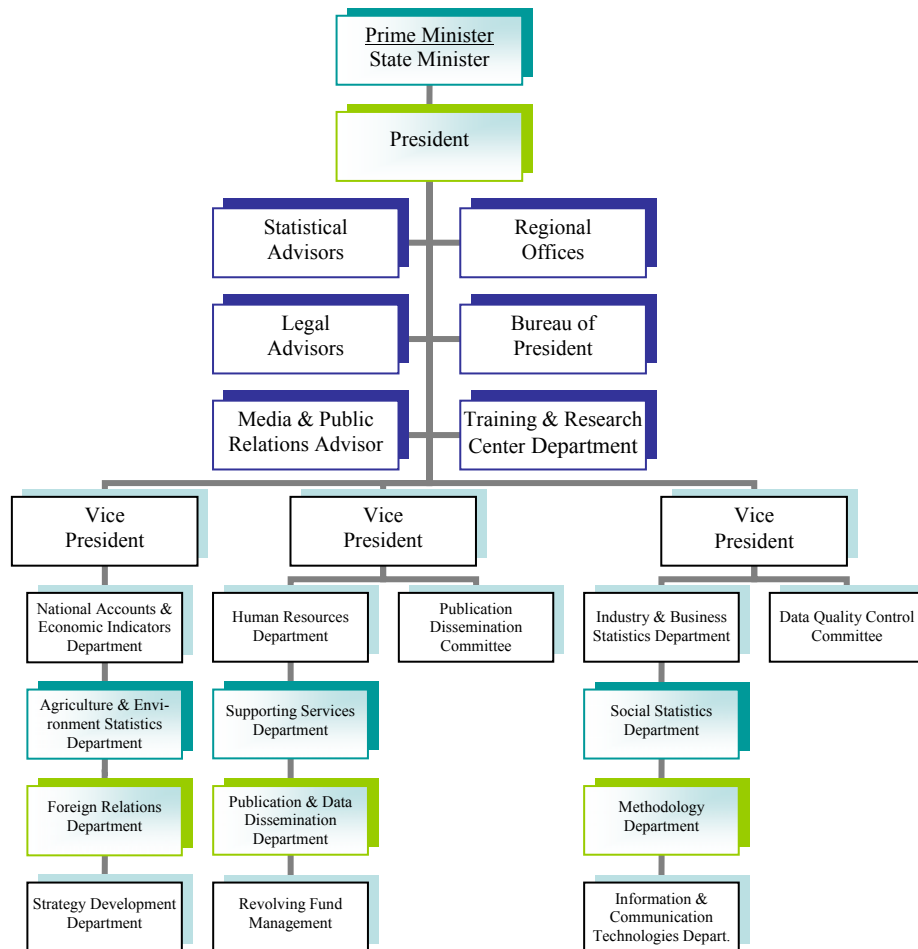 Prime Minister
State Minister
President
Statistical
Advisors
Regional
Offices
Legal
Advisors
Bureau of
President
Media & Public
Relations Advisor
Training & Research
Center Department
Vice
President
Vice
President
Vice
President
National Accounts &
Economic Indicators
Department
Human Resources
Department
Publication
Dissemination
Committee
Industry & Business
Statistics Department
Data Quality Control
Committee
Agriculture & Envi-
ronment Statistics
Department
Supporting Services
Department
Social Statistics
Department
Foreign Relations
Department
Publication & Data
Dissemination
Department
Methodology
Department
Strategy Development
Department
Revolving Fund
Management
Information &
Communication
Technologies Depart.